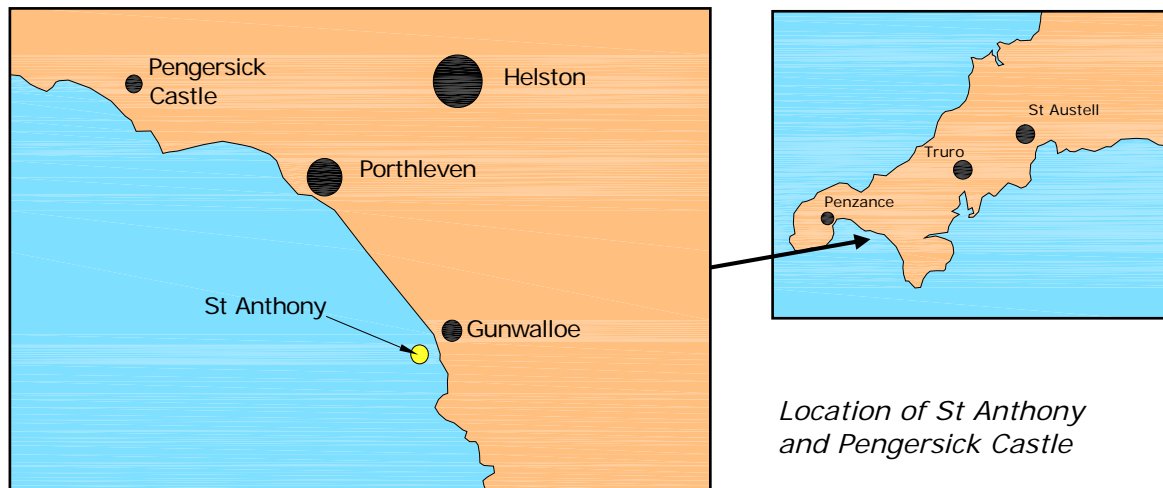 Pengersick
Castle
Helston
Porthleven
St Anthony
Gunwalloe
St Austell
Truro
Penzance
Location of St Anthony
and Pengersick Castle